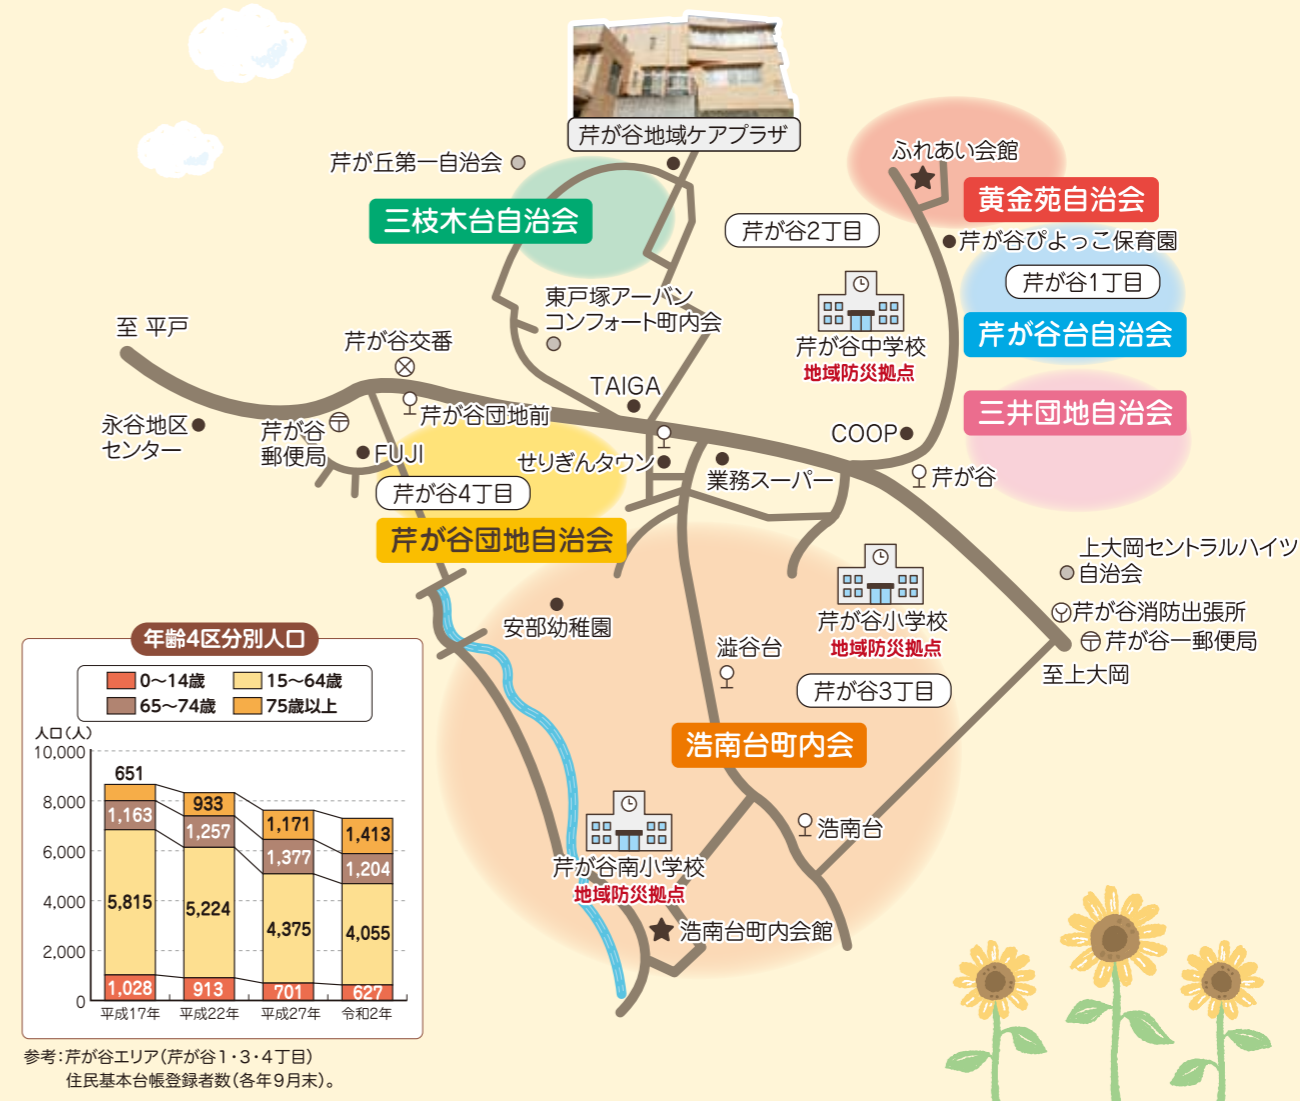 芹が谷地域ケアプラザ
芹が丘第一自治会
三枝木台自治会
ふれあい会館
黄金苑自治会
芹が谷2丁目
芹が谷ぴよっこ保育園
芹が谷1丁目
芹が谷台自治会
東戸塚アーバン
コンフォート町内会
至 平戸
芹が谷交番
芹が谷中学校
地域防災拠点
TAIGA
三井団地自治会
永谷地区
センター
芹が谷
郵便局
芹が谷団地前
FUJI
せりぎんタウン
業務スーパー
COOP
芹が谷
芹が谷4丁目
芹が谷団地自治会
上大岡セントラルハイツ
自治会
芹が谷消防出張所
芹が谷一郵便局
至上大岡
安部幼稚園
芹が谷小学校
地域防災拠点
澁谷台
芹が谷3丁目
浩南台町内会
浩南台
芹が谷南小学校
地域防災拠点
浩南台町内会館
年齢4区分別人口
0～14歳 15～64歳
65～74歳 75歳以上
人口(人)
10,000
8,000
6,000
4,000
2,000
0
651
1,163
5,815
1,028
933
1,257
5,224
913
1,171
1,377
4,375
701
1,413
1,204
4,055
627
平成17年 平成22年 平成27年 令和2年
参考：芹が谷エリア（芹が谷1・3・4丁目）
住民基本台帳登録者数（各年9月末）。